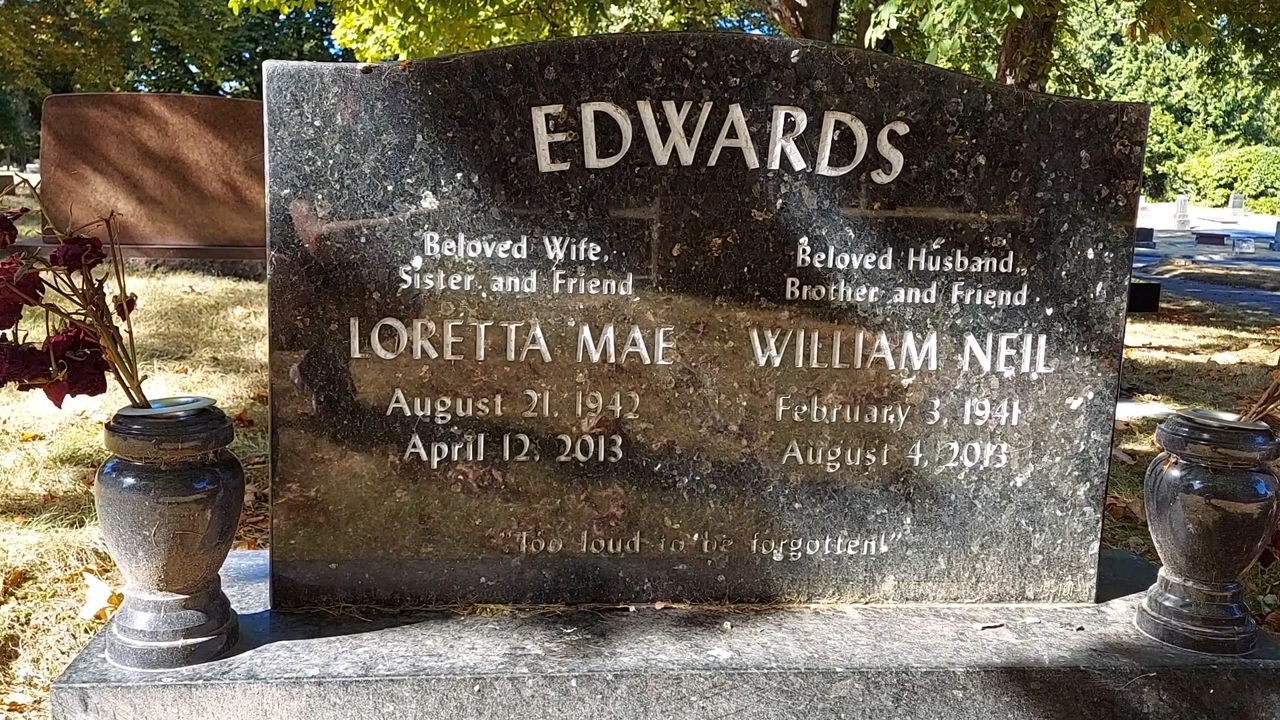 EDWARDS
Beloved Wife,
Sister and Friend
LORETTA MAE
August 21, 1942
April 12, 2013
Beloved Husband,
Brother and Friend
WILLIAM NEIL
February 3, 1941
August 4, 2013
"Too loud to be forgotten!"